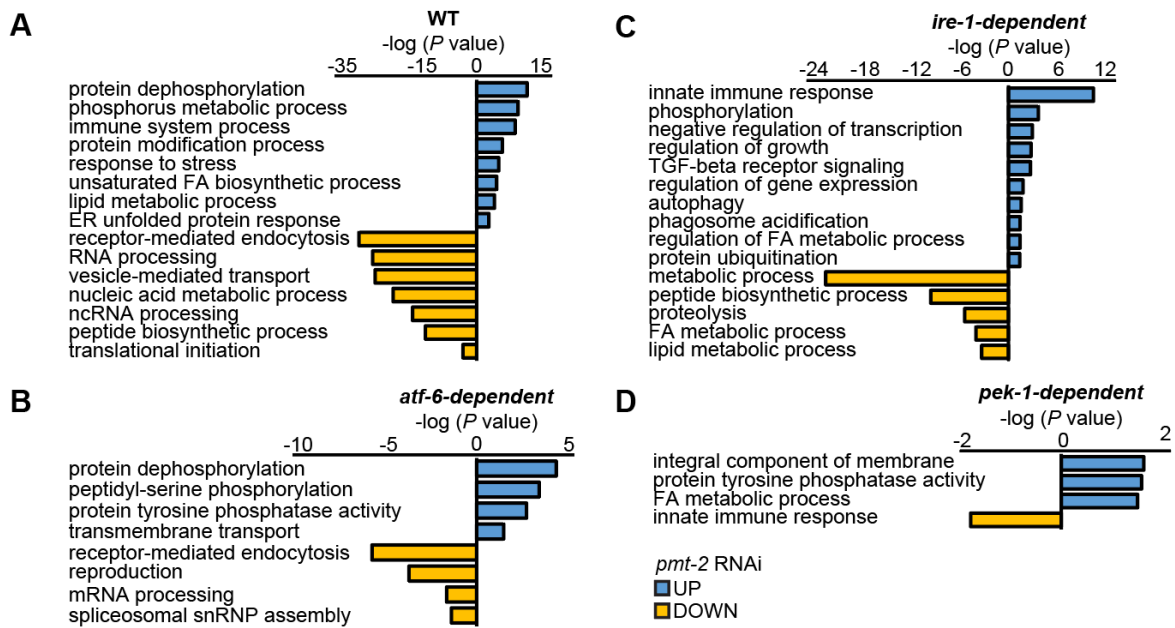 A
WT
-log (P value)
-35 -15 0 15
protein dephosphorylation
phosphorus metabolic process
immune system process
protein modification process
response to stress
unsaturated FA biosynthetic process
lipid metabolic process
ER unfolded protein response
receptor-mediated endocytosis
RNA processing
vesicle-mediated transport
nucleic acid metabolic process
ncRNA processing
peptide biosynthetic process
translational initiation
B
atf-6-dependent
-log (P value)
-10 -5 0 5
protein dephosphorylation
peptidyl-serine phosphorylation
protein tyrosine phosphatase activity
transmembrane transport
receptor-mediated endocytosis
reproduction
mRNA processing
spliceosomal snRNP assembly
C
ire-1-dependent
-log (P value)
-24 -18 -12 -6 0 6 12
innate immune response
phosphorylation
negative regulation of transcription
regulation of growth
TGF-beta receptor signaling
regulation of gene expression
autophagy
phagosome acidification
regulation of FA metabolic process
protein ubiquitination
metabolic process
peptide biosynthetic process
proteolysis
FA metabolic process
lipid metabolic process
D
pek-1-dependent
-log (P value)
-2 0 2
integral component of membrane
protein tyrosine phosphatase activity
FA metabolic process
innate immune response
pmt-2 RNAi
UP
DOWN